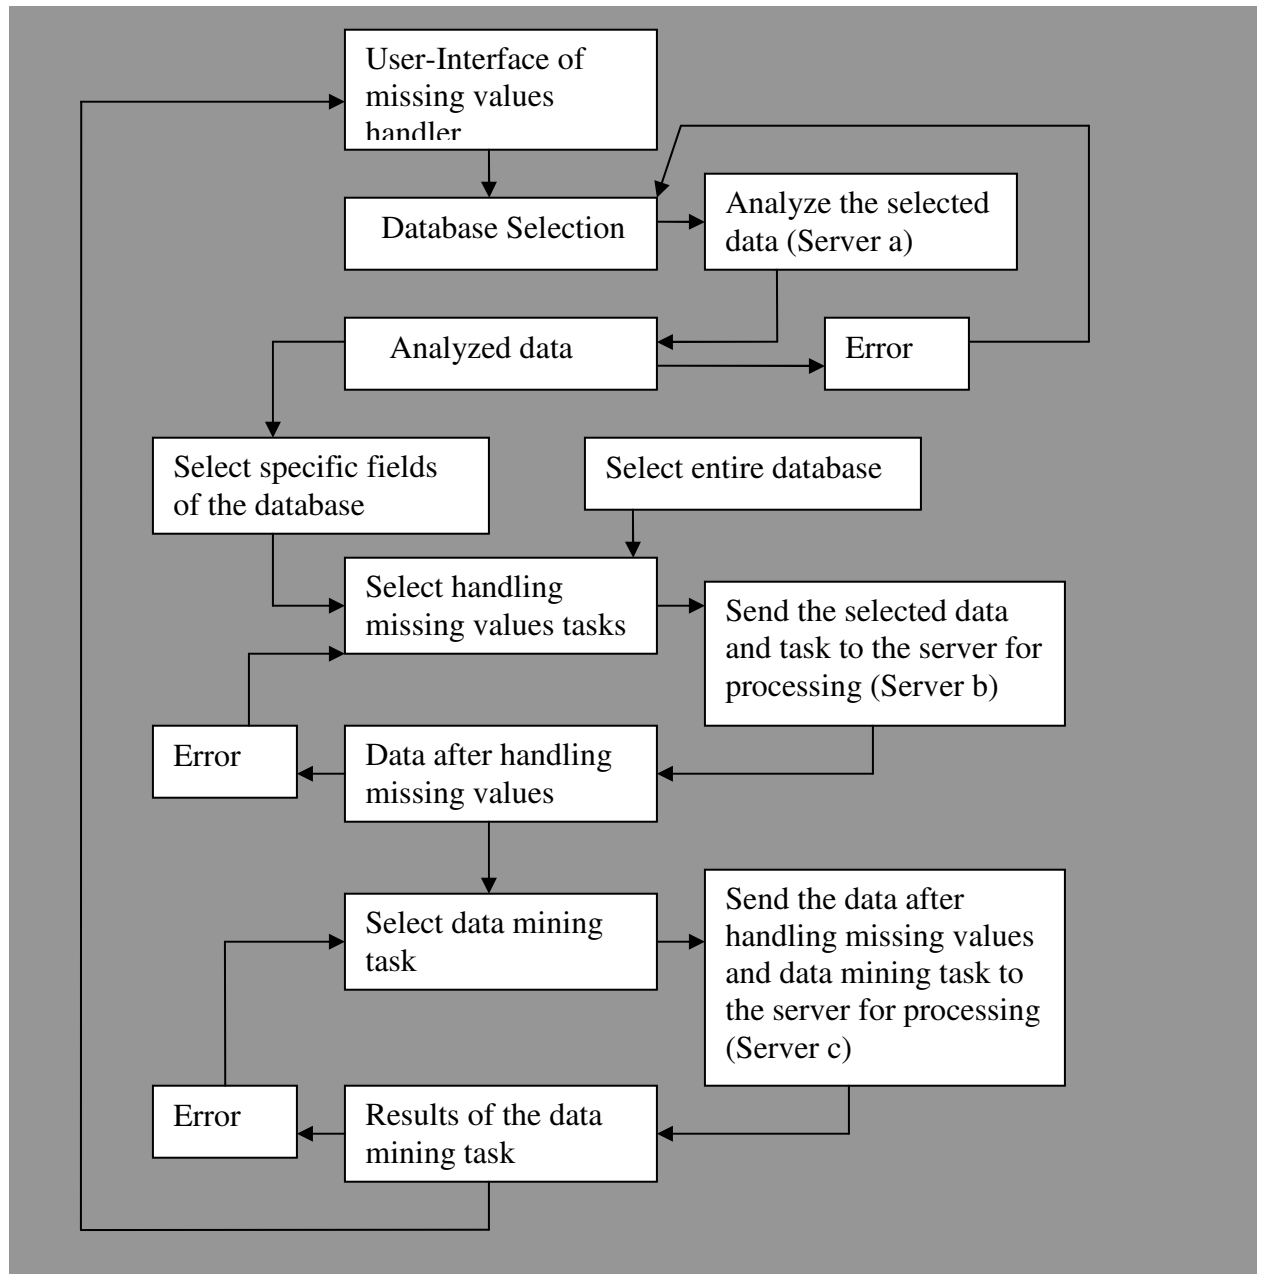 User-Interface of
missing values
handler
Database Selection
Analyze the selected
data (Server a)
Analyzed data
Error
Select specific fields
of the database
Select entire database
Select handling
missing values tasks
Send the selected data
and task to the server for
processing (Server b)
Error
Data after handling
missing values
Select data mining
task
Send the data after
handling missing values
and data mining task to
the server for processing
(Server c)
Error
Results of the data
mining task